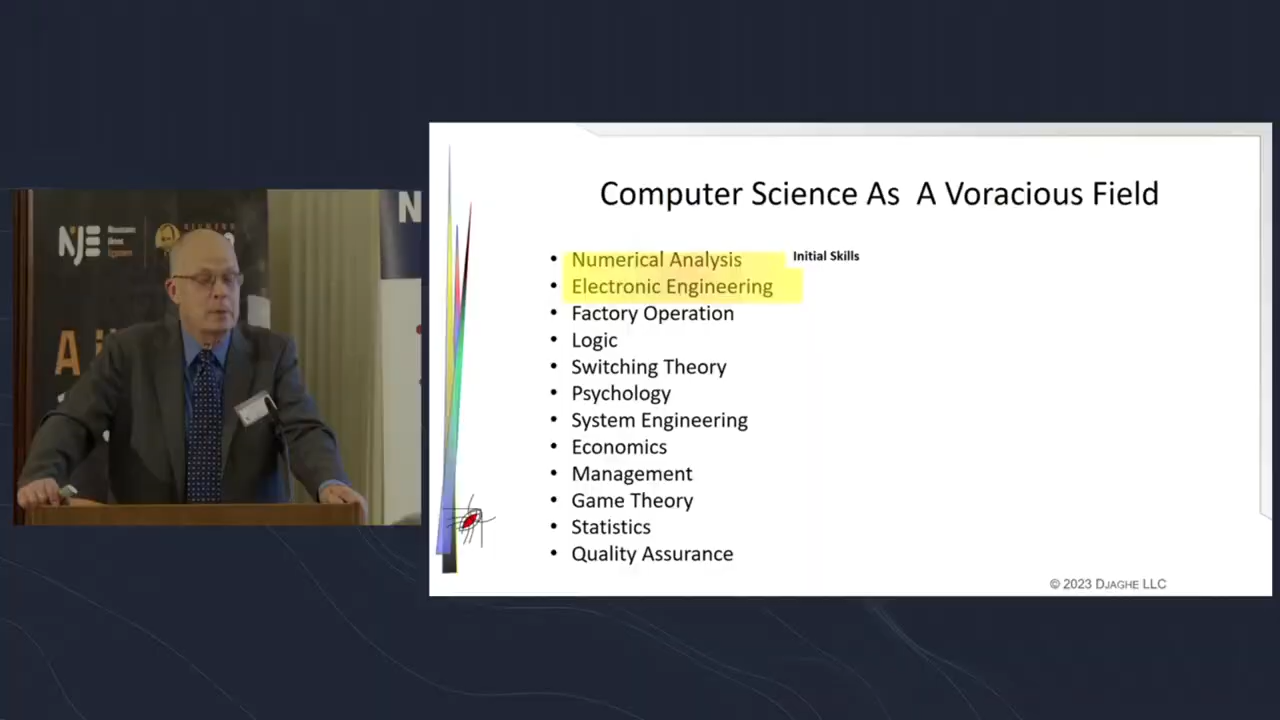 NJBE
A
N
Computer Science As A Voracious Field
• Numerical Analysis
Initial Skills
• Electronic Engineering
• Factory Operation
• Logic
• Switching Theory
• Psychology
• System Engineering
• Economics
• Management
• Game Theory
• Statistics
• Quality Assurance
© 2023 DJAGHE LLC